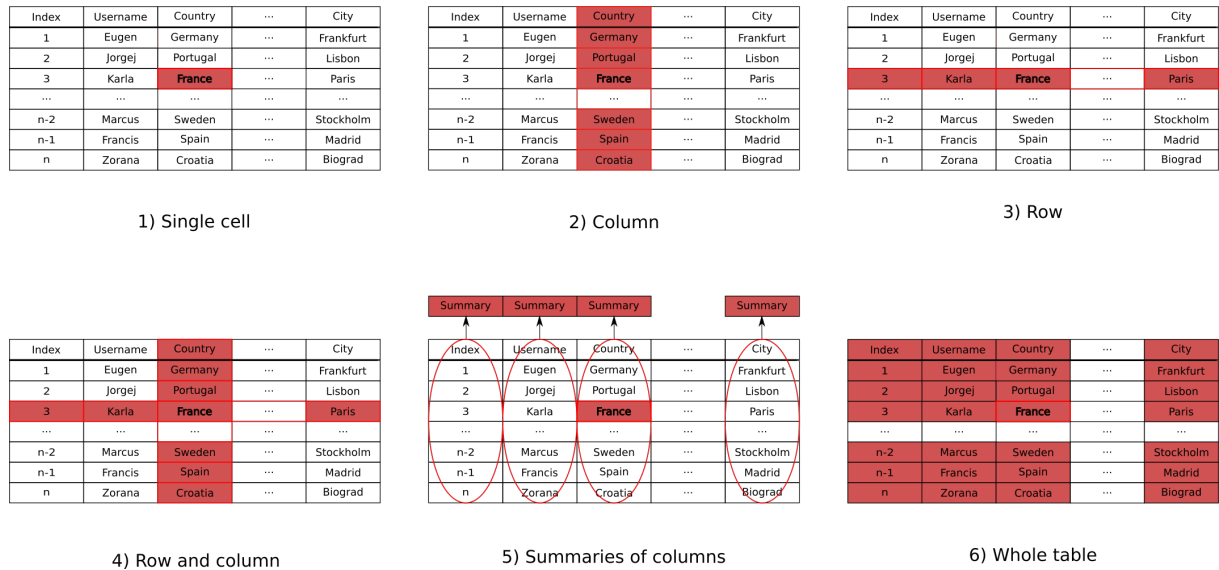 Index Username Country ... City
1 Eugen Germany ... Frankfurt
2 Jorgej Portugal ... Lisbon
3 Karla France ... Paris
... ... ... ... ...
n-2 Marcus Sweden ... Stockholm
n-1 Francis Spain ... Madrid
n Zorana Croatia ... Biograd
1) Single cell
Index Username Country ... City
1 Eugen Germany ... Frankfurt
2 Jorgej Portugal ... Lisbon
3 Karla France ... Paris
... ... ... ... ...
n-2 Marcus Sweden ... Stockholm
n-1 Francis Spain ... Madrid
n Zorana Croatia ... Biograd
2) Column
Index Username Country ... City
1 Eugen Germany ... Frankfurt
2 Jorgej Portugal ... Lisbon
3 Karla France ... Paris
... ... ... ... ...
n-2 Marcus Sweden ... Stockholm
n-1 Francis Spain ... Madrid
n Zorana Croatia ... Biograd
3) Row
Index Username Country ... City
1 Eugen Germany ... Frankfurt
2 Jorgej Portugal ... Lisbon
3 Karla France ... Paris
... ... ... ... ...
n-2 Marcus Sweden ... Stockholm
n-1 Francis Spain ... Madrid
n Zorana Croatia ... Biograd
4) Row and column
Summary Summary Summary Summary
Index Username Country ... City
1 Eugen Germany ... Frankfurt
2 Jorgej Portugal ... Lisbon
3 Karla France ... Paris
... ... ... ... ...
n-2 Marcus Sweden ... Stockholm
n-1 Francis Spain ... Madrid
n Zorana Croatia ... Biograd
5) Summaries of columns
Index Username Country ... City
1 Eugen Germany ... Frankfurt
2 Jorgej Portugal ... Lisbon
3 Karla France ... Paris
... ... ... ... ...
n-2 Marcus Sweden ... Stockholm
n-1 Francis Spain ... Madrid
n Zorana Croatia ... Biograd
6) Whole table